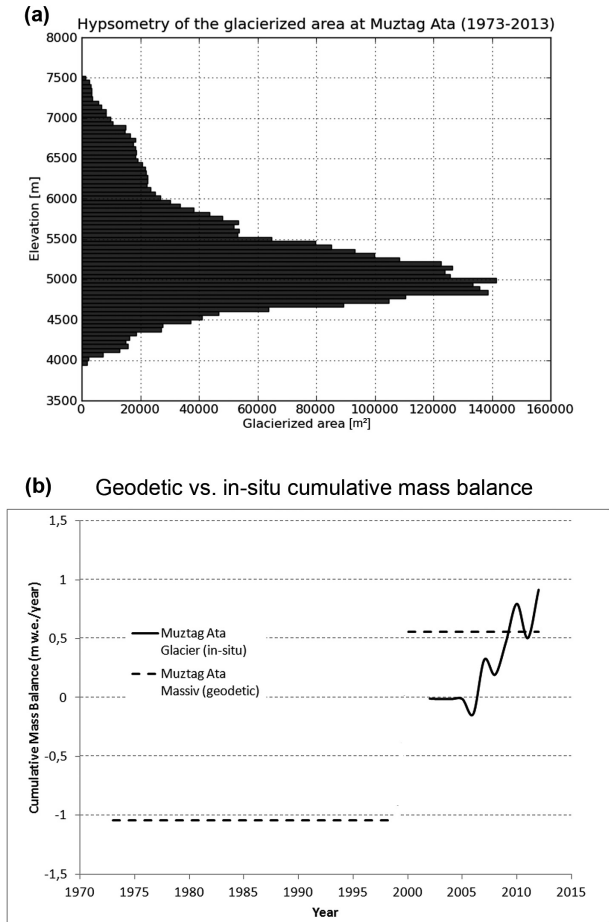 (a)
Hypsometry of the glacierized area at Muztag Ata (1973-2013)
8000
7500
7000
6500
6000
5500
5000
4500
4000
3500
Elevation [m]
0 20000 40000 60000 80000 100000 120000 140000 160000
Glacierized area [m²]
(b) Geodetic vs. in-situ cumulative mass balance
1,5
1
0,5
0
-0,5
-1
-1,5
Cumulative Mass Balance (m w.e./year)
Muztag Ata
Glacier (in-situ)
Muztag Ata
Massiv (geodetic)
1970 1975 1980 1985 1990 1995 2000 2005 2010 2015
Year